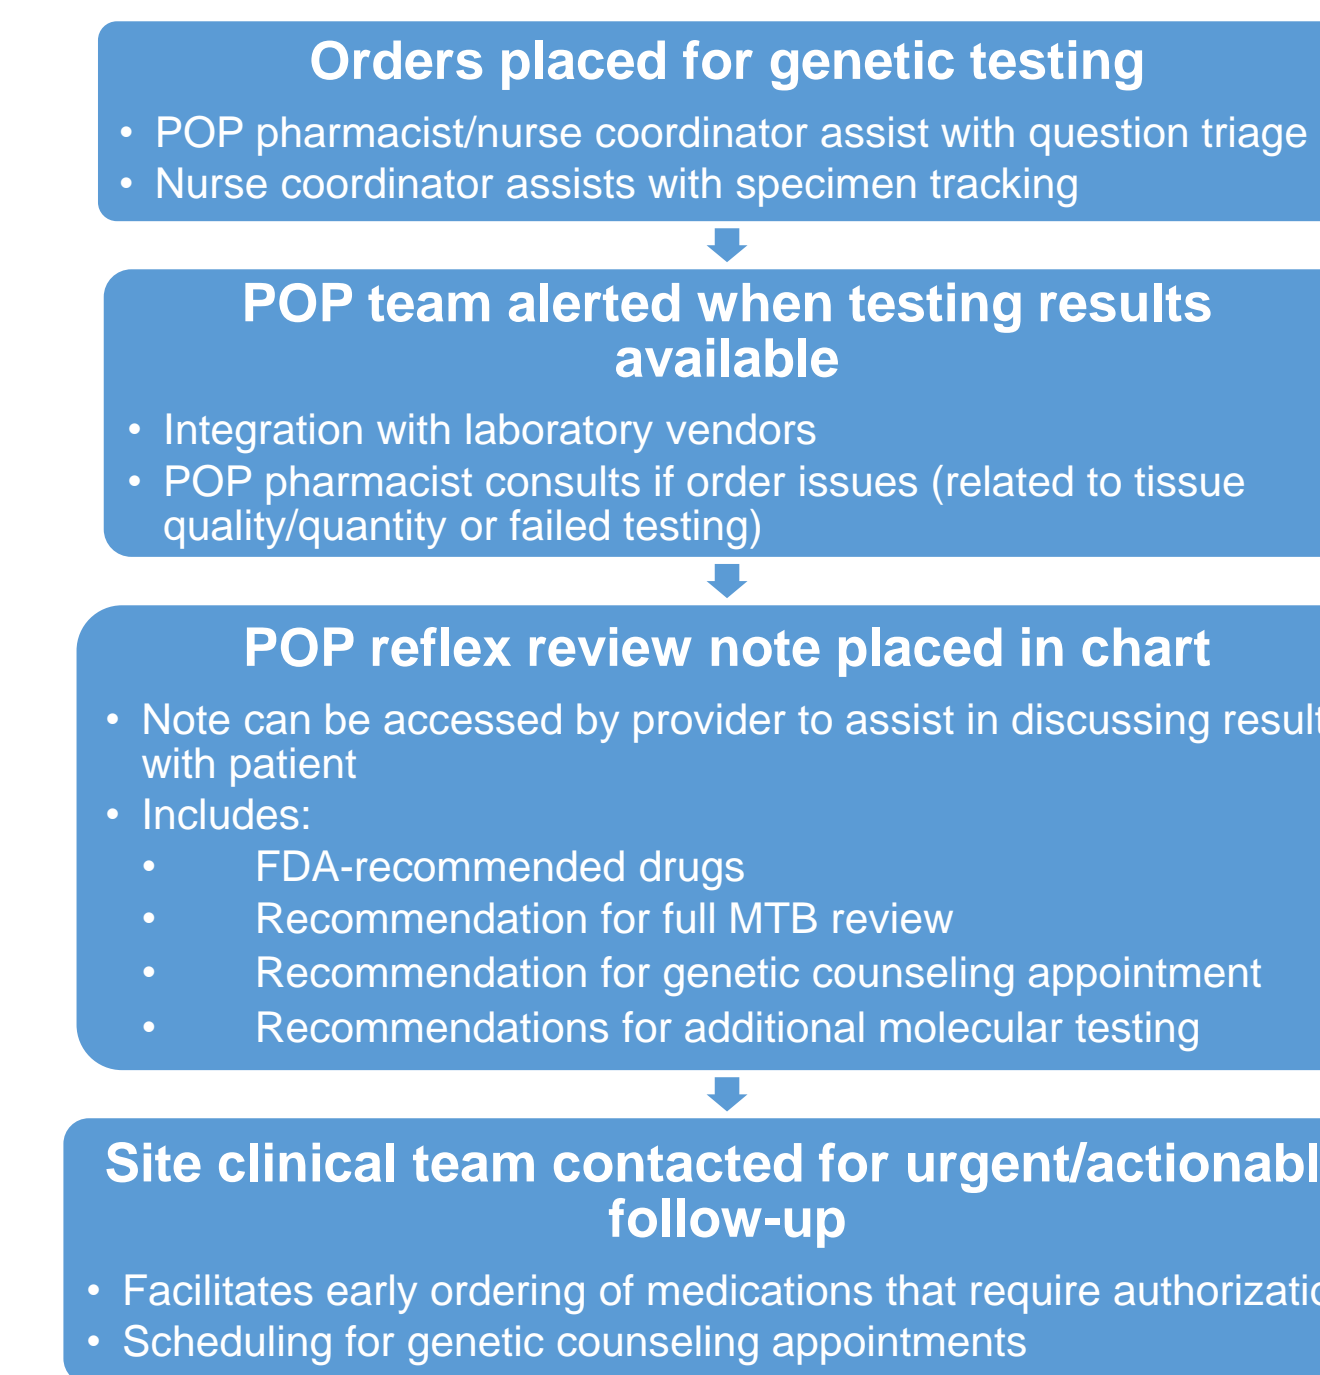 Orders placed for genetic testing
• POP pharmacist/nurse coordinator assist with question triage
• Nurse coordinator assists with specimen tracking
POP team alerted when testing results
available
• Integration with laboratory vendors
• POP pharmacist consults if order issues (related to tissue
quality/quantity or failed testing)
POP reflex review note placed in chart
• Note can be accessed by provider to assist in discussing result
with patient
• Includes:
• FDA-recommended drugs
• Recommendation for full MTB review
• Recommendation for genetic counseling appointment
• Recommendations for additional molecular testing
Site clinical team contacted for urgent/actionabl
follow-up
• Facilitates early ordering of medications that require authorizatio
• Scheduling for genetic counseling appointments